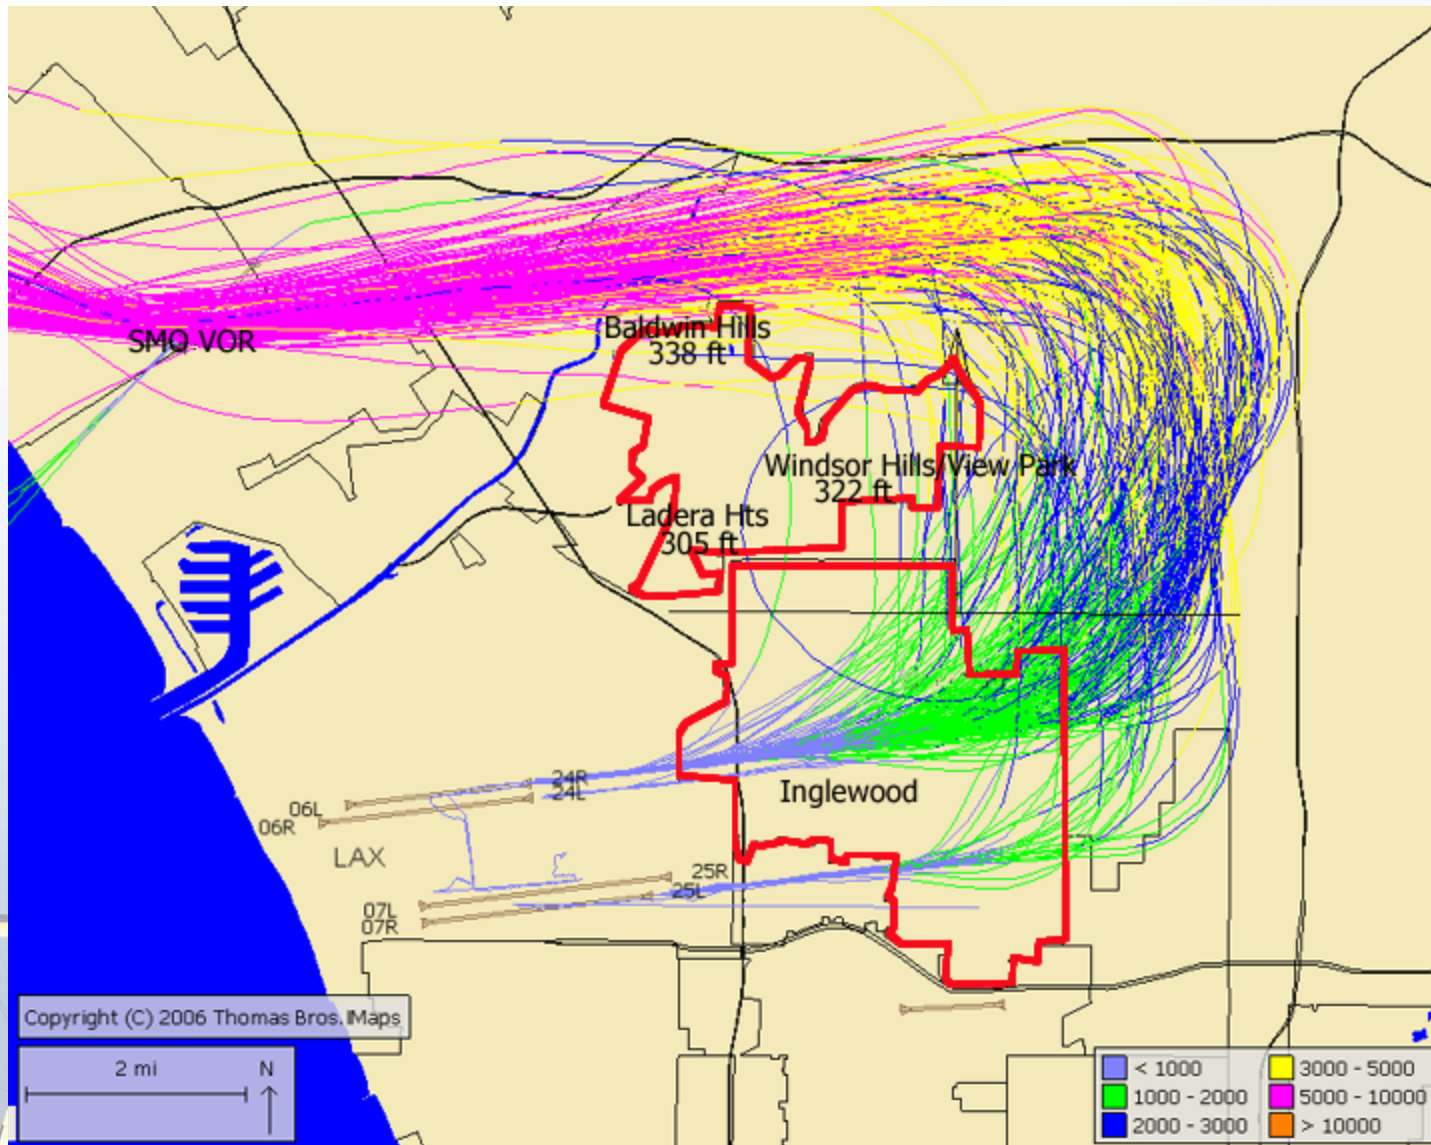 SMO VOR
Baldwin Hills
338 ft
Windsor Hills/View Park
322 ft
Ladera Hts
305 ft
24R
24L
06L
06R
Inglewood
LAX
25R
25L
07L
07R
Copyright (C) 2006 Thomas Bros. Maps
2 mi
N
< 1000
3000 - 5000
1000 - 2000
5000 - 10000
2000 - 3000
> 10000